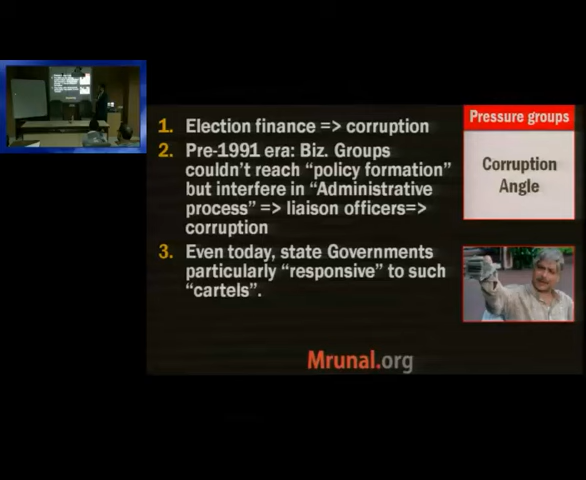 Pressure groups
Corruption
Angle
1. Election finance => corruption
2. Pre-1991 era: Biz. Groups
couldn't reach “policy formation”
but interfere in “Administrative
process” => liaison officers=>
corruption
3. Even today, state Governments
particularly “responsive” to such
“cartels”.
Mrunal.org